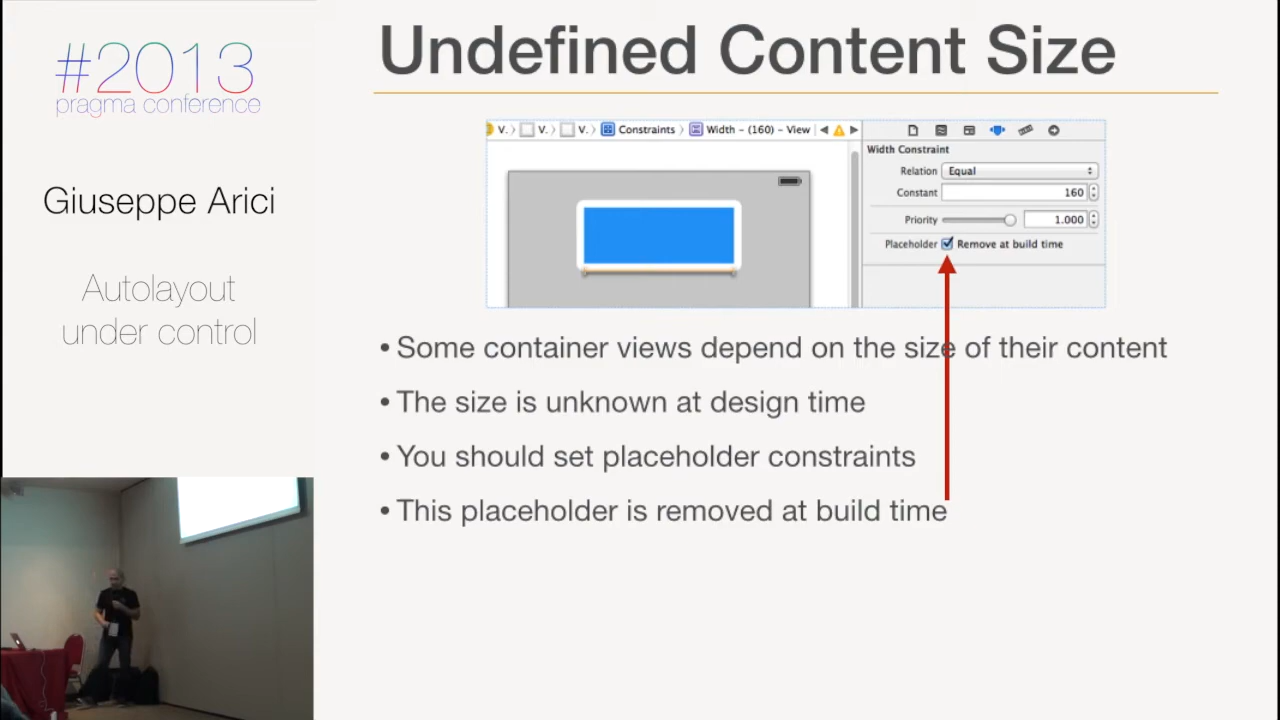 #2013
pragma conference
Giuseppe Arici
Autolayout
under control
Undefined Content Size
V. V. V. Constraints Width - (160) - View
Width Constraint
Relation Equal
Constant 160
Priority 1.000
Placeholder Remove at build time
• Some container views depend on the size of their content
• The size is unknown at design time
• You should set placeholder constraints
• This placeholder is removed at build time